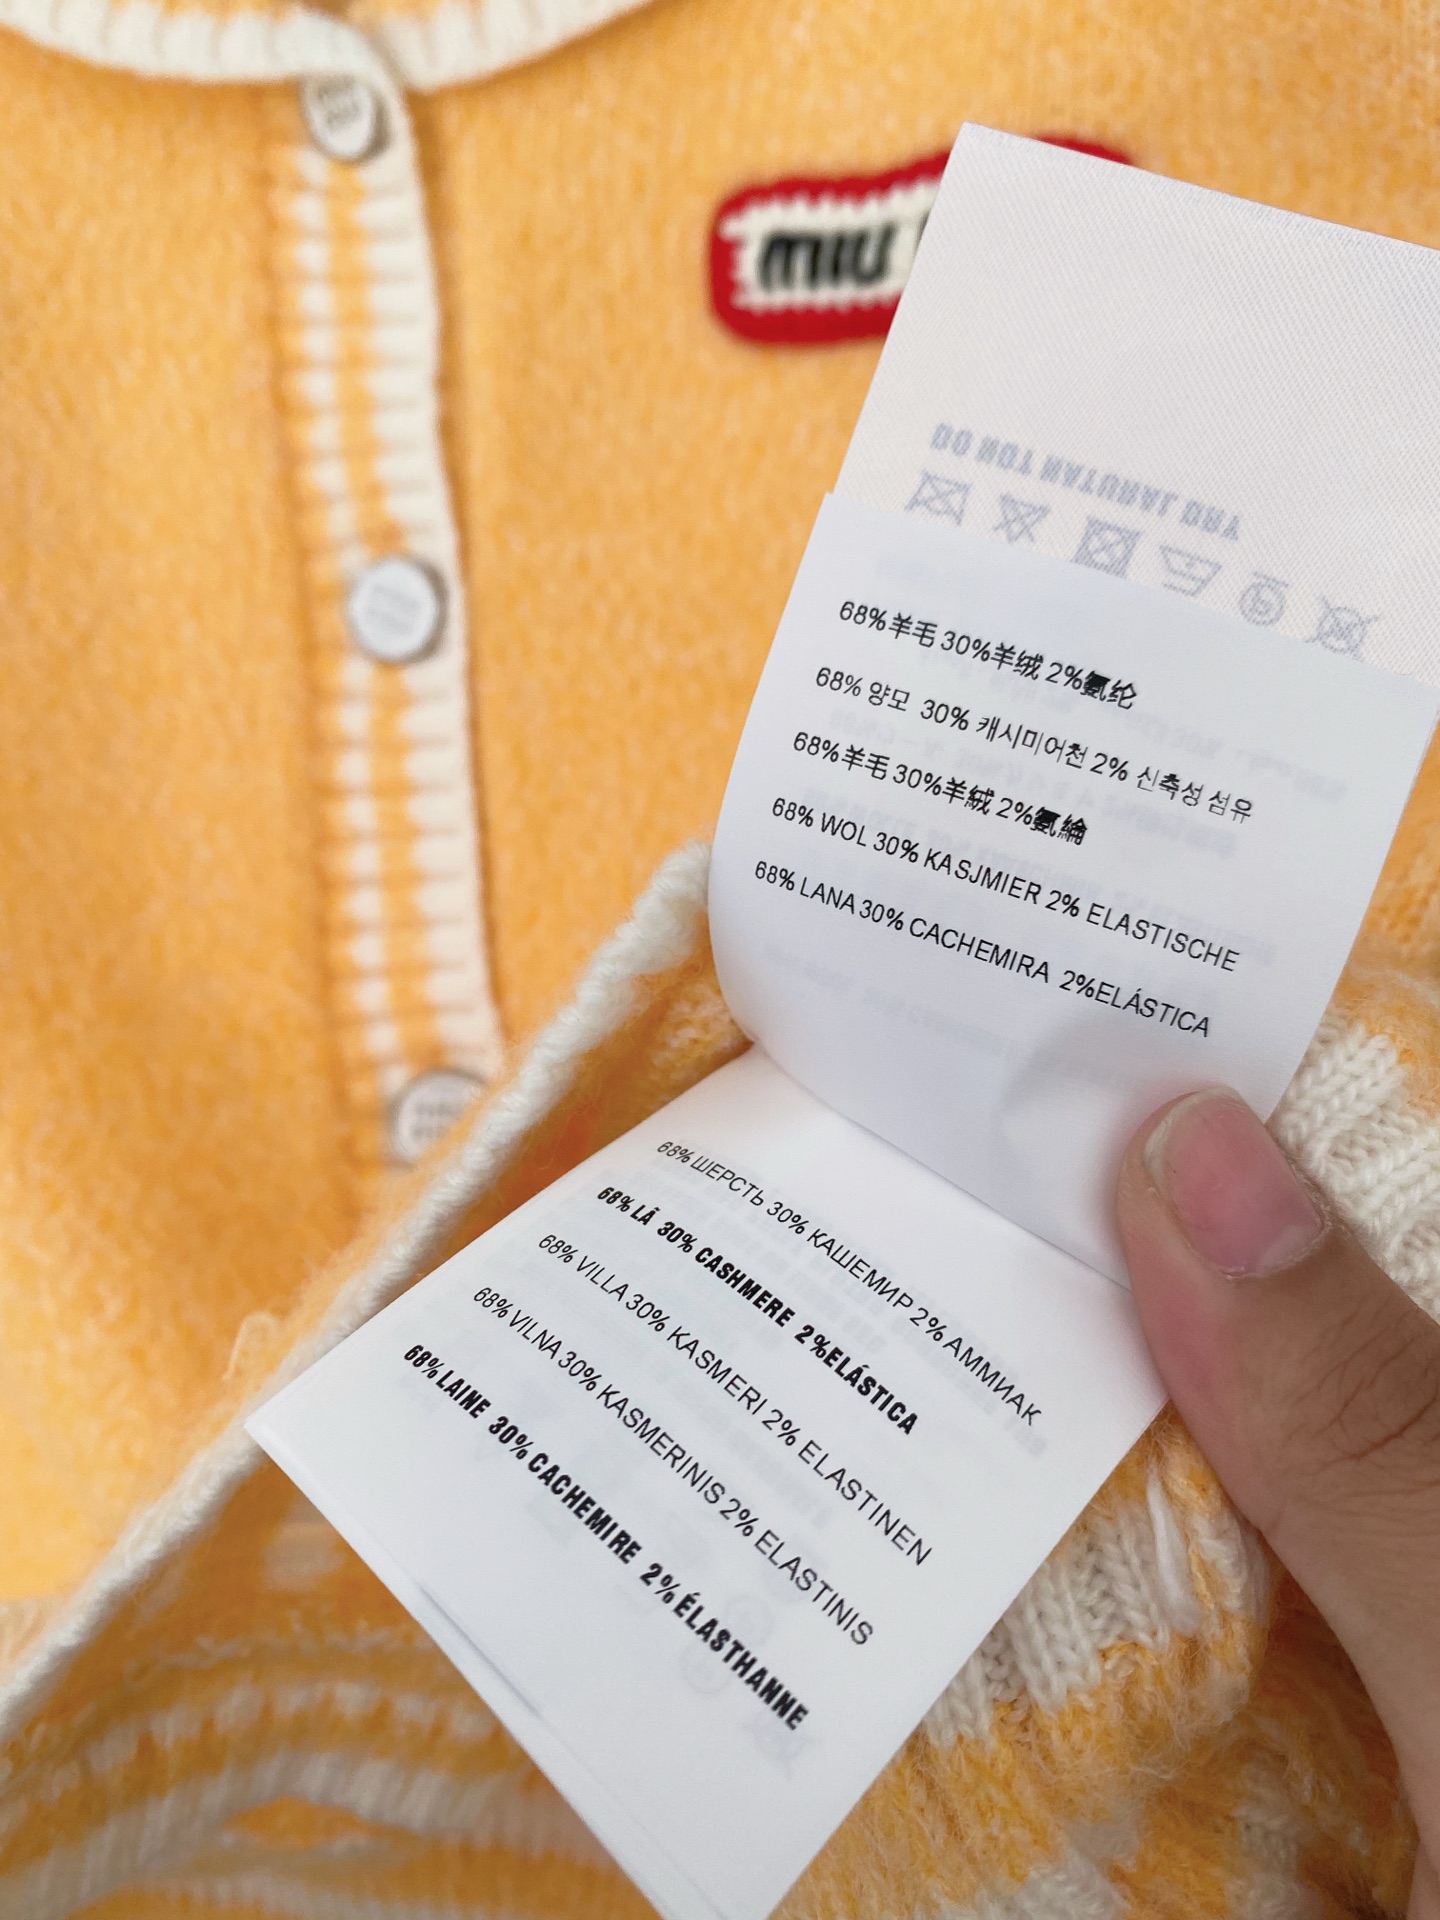 MIU
DO NOT NATURAL DRY
68%羊毛 30%羊绒 2%氨纶
68% 양모 30% 캐시미어천 2% 신축성 섬유
68%羊毛 30%羊絨 2%氨綸
68% WOL 30% KASJMIER 2% ELASTISCHE
68% LANA 30% CACHEMIRA 2%ELÁSTICA
68% ШЕРСТЬ 30% КАШЕМИР 2% АММИАК
68% LÃ 30% CASHMERE 2%ELÁSTICA
68% VILLA 30% KASMERI 2% ELASTINEN
68% VILNA 30% KASMERINIS 2% ELASTINIS
68% LAINE 30% CACHEMIRE 2% ÉLASTHANNE